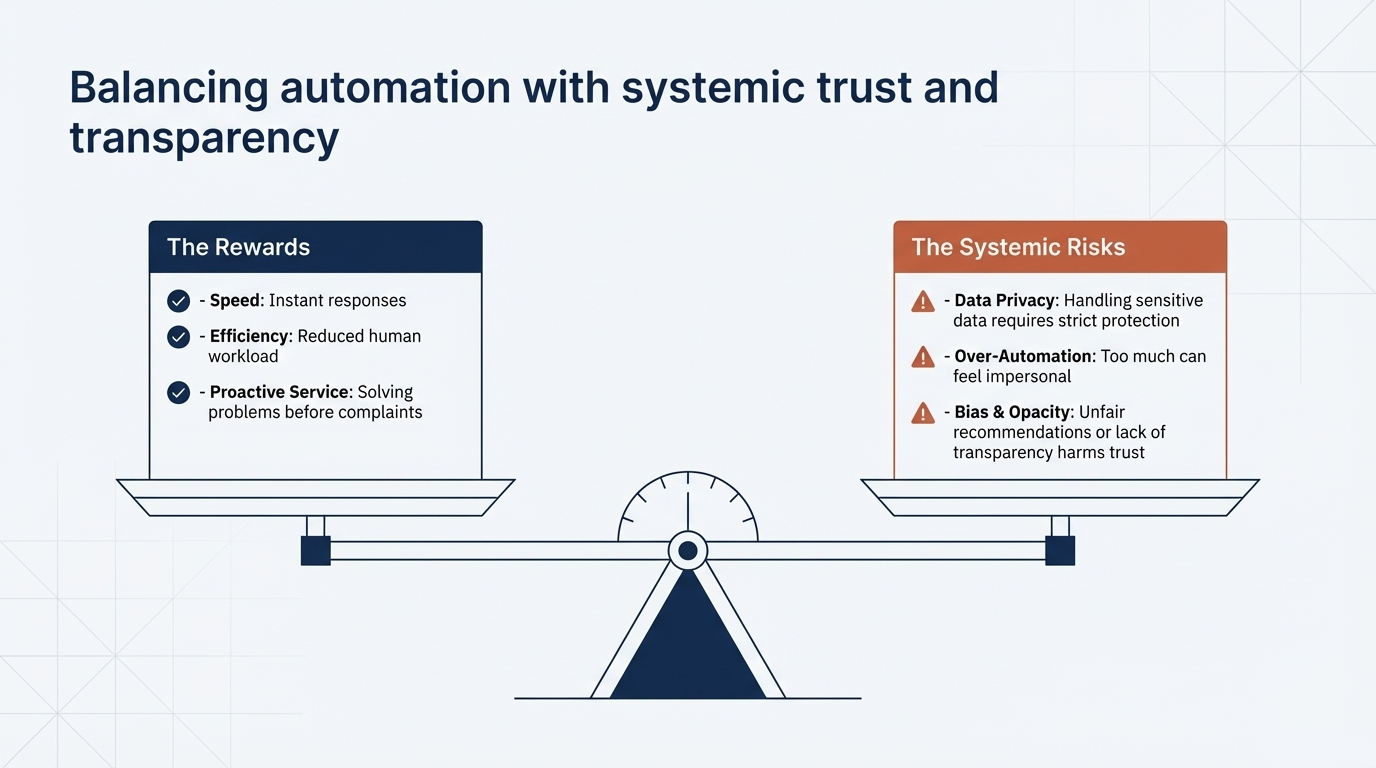 Balancing automation with systemic trust and
transparency
The Rewards
- Speed: Instant responses
- Efficiency: Reduced human
workload
- Proactive Service: Solving
problems before complaints
The Systemic Risks
- Data Privacy: Handling sensitive
data requires strict protection
- Over-Automation: Too much can
feel impersonal
- Bias & Opacity: Unfair
recommendations or lack of
transparency harms trust